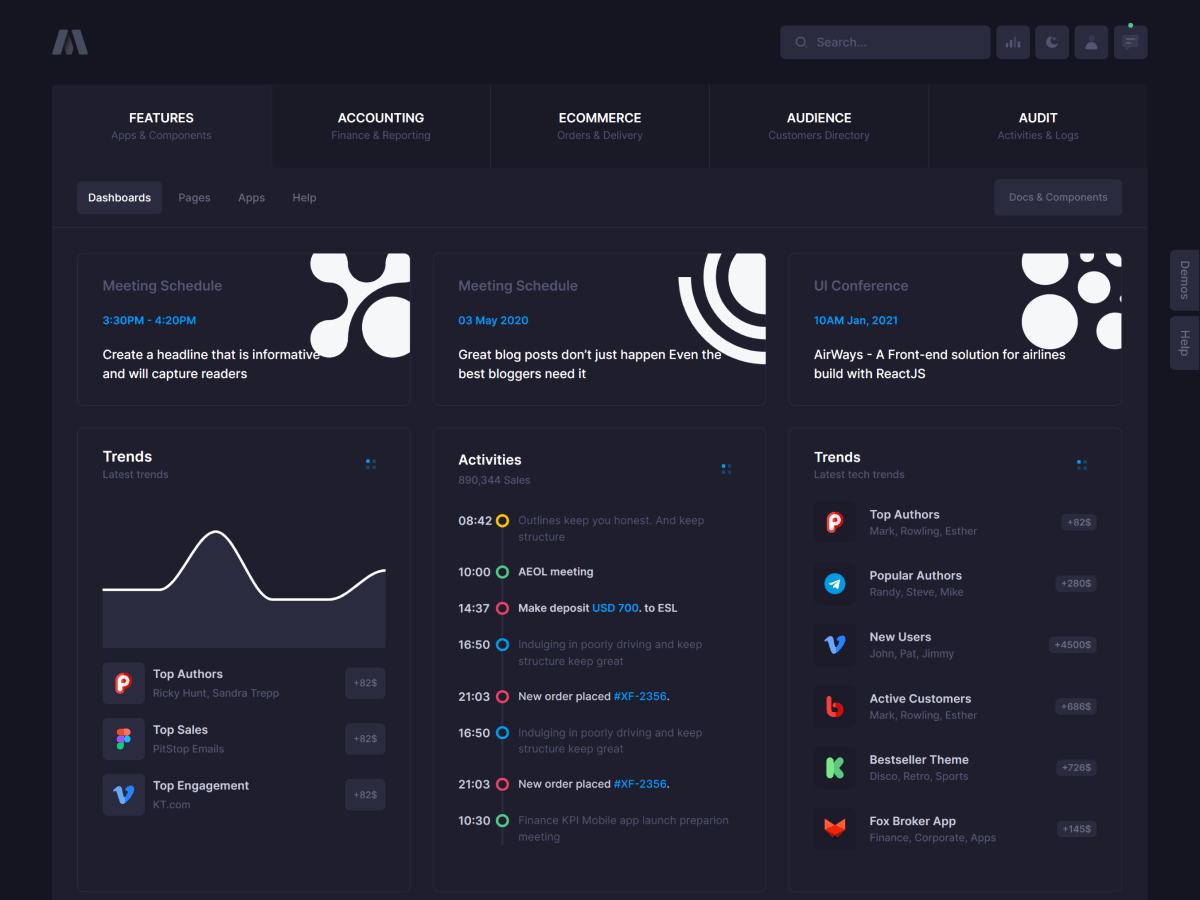 Search...
FEATURES
Apps & Components
ACCOUNTING
Finance & Reporting
ECOMMERCE
Orders & Delivery
AUDIENCE
Customers Directory
AUDIT
Activities & Logs
Dashboards
Pages
Apps
Help
Docs & Components
Demos
Help
Meeting Schedule
3:30PM - 4:20PM
Create a headline that is informative
and will capture readers
Meeting Schedule
03 May 2020
Great blog posts don’t just happen Even the
best bloggers need it
UI Conference
10AM Jan, 2021
AirWays - A Front-end solution for airlines
build with ReactJS
Trends
Latest trends
Top Authors
Ricky Hunt, Sandra Trepp
+82$
Top Sales
PitStop Emails
+82$
Top Engagement
KT.com
+82$
Activities
890,344 Sales
08:42
Outlines keep you honest. And keep
structure
10:00
AEOL meeting
14:37
Make deposit USD 700. to ESL
16:50
Indulging in poorly driving and keep
structure keep great
21:03
New order placed #XF-2356.
16:50
Indulging in poorly driving and keep
structure keep great
21:03
New order placed #XF-2356.
10:30
Finance KPI Mobile app launch preparion
meeting
Trends
Latest tech trends
Top Authors
Mark, Rowling, Esther
+82$
Popular Authors
Randy, Steve, Mike
+280$
New Users
John, Pat, Jimmy
+4500$
Active Customers
Mark, Rowling, Esther
+686$
Bestseller Theme
Disco, Retro, Sports
+726$
Fox Broker App
Finance, Corporate, Apps
+145$